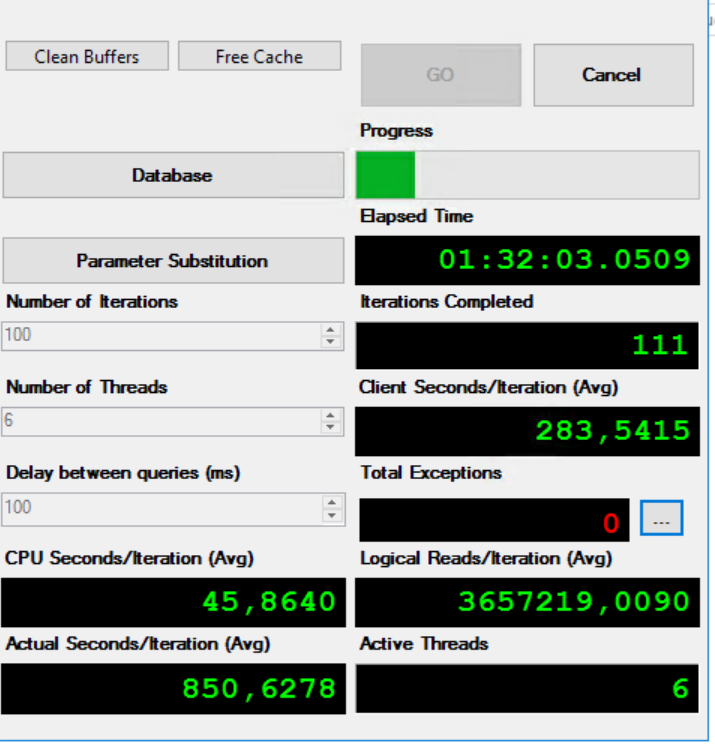 Clean Buffers
Free Cache
GO
Cancel
Progress
Database
Elapsed Time
01:32:03.0509
Parameter Substitution
Number of Iterations
100
Iterations Completed
111
Number of Threads
6
Client Seconds/Iteration (Avg)
283,5415
Delay between queries (ms)
100
Total Exceptions
0
...
CPU Seconds/Iteration (Avg)
45,8640
Logical Reads/Iteration (Avg)
3657219,0090
Actual Seconds/Iteration (Avg)
850,6278
Active Threads
6